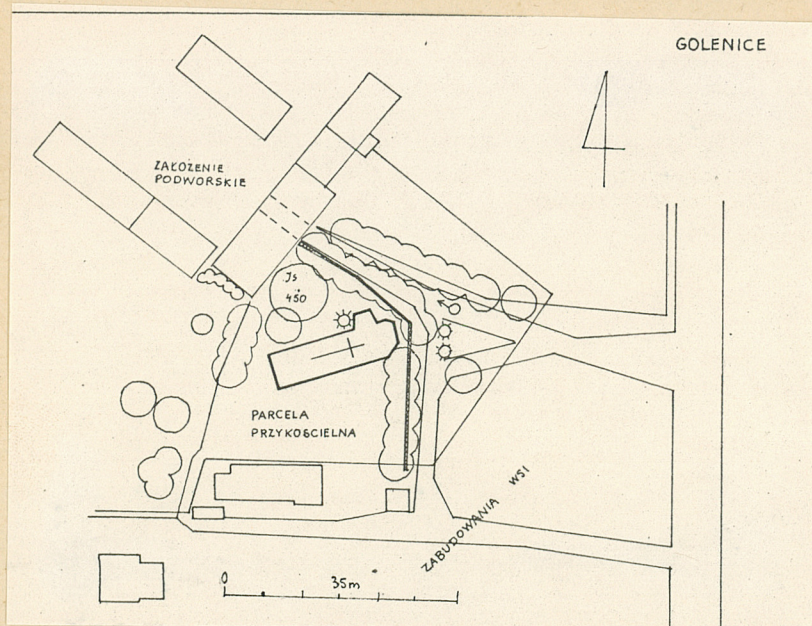 GOLENICE
ZAŁOŻENIE
PODWORSKIE
Js
450
PARCELA
PRZYKOŚCIELNA
ZABUDOWANIA WSI
0
35m